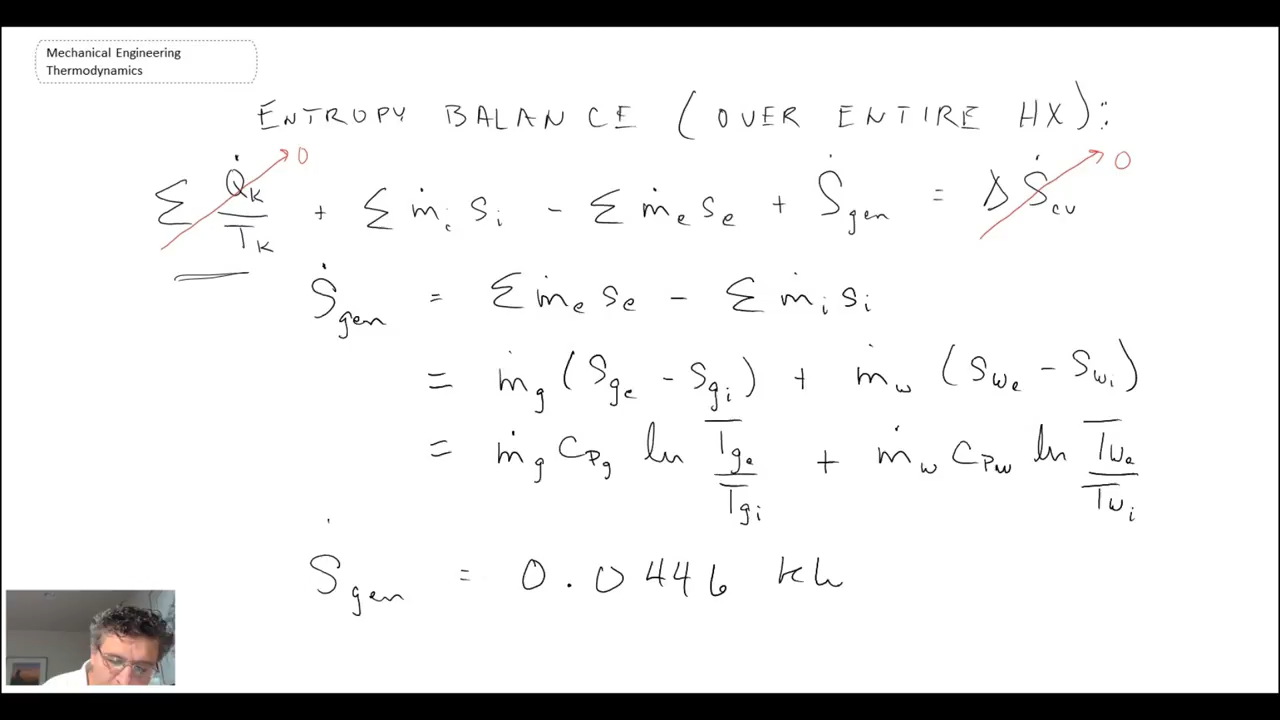 Mechanical Engineering
Thermodynamics
ENTROPY BALANCE (OVER ENTIRE HX):
Σ Q̇k/Tk → 0 + Σ ṁi si − Σ ṁe se + Ṡgen = ΔṠcv → 0
Ṡgen = Σ ṁe se − Σ ṁi si
= ṁg (sge − sgi) + ṁw (swe − swi)
= ṁg cpg ln Tge/Tgi + ṁw cpw ln Twe/Twi
Ṡgen = 0.0446 kW